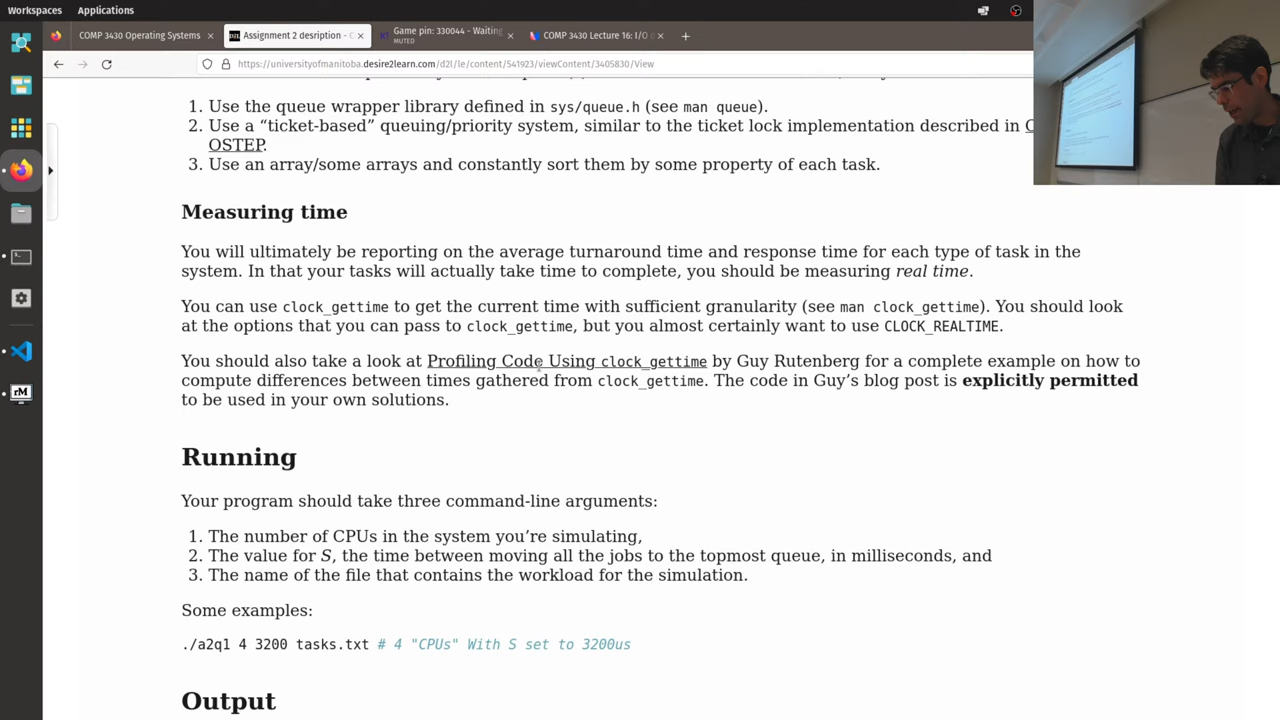 Workspaces Applications
COMP 3430 Operating Systems × Assignment 2 desription - C × Game pin: 330044 - Waiting × COMP 3430 Lecture 16: I/O × +
MUTED
https://universityofmanitoba.desire2learn.com/d2l/le/content/541923/viewContent/3405830/View
1. Use the queue wrapper library defined in sys/queue.h (see man queue).
2. Use a “ticket-based” queuing/priority system, similar to the ticket lock implementation described in
OSTEP.
3. Use an array/some arrays and constantly sort them by some property of each task.
Measuring time
You will ultimately be reporting on the average turnaround time and response time for each type of task in the
system. In that your tasks will actually take time to complete, you should be measuring real time.
You can use clock_gettime to get the current time with sufficient granularity (see man clock_gettime). You should look
at the options that you can pass to clock_gettime, but you almost certainly want to use CLOCK_REALTIME.
You should also take a look at Profiling Code Using clock_gettime by Guy Rutenberg for a complete example on how to
compute differences between times gathered from clock_gettime. The code in Guy’s blog post is explicitly permitted
to be used in your own solutions.
Running
Your program should take three command-line arguments:
1. The number of CPUs in the system you’re simulating,
2. The value for S, the time between moving all the jobs to the topmost queue, in milliseconds, and
3. The name of the file that contains the workload for the simulation.
Some examples:
./a2q1 4 3200 tasks.txt # 4 "CPUs" With S set to 3200us
Output
rM